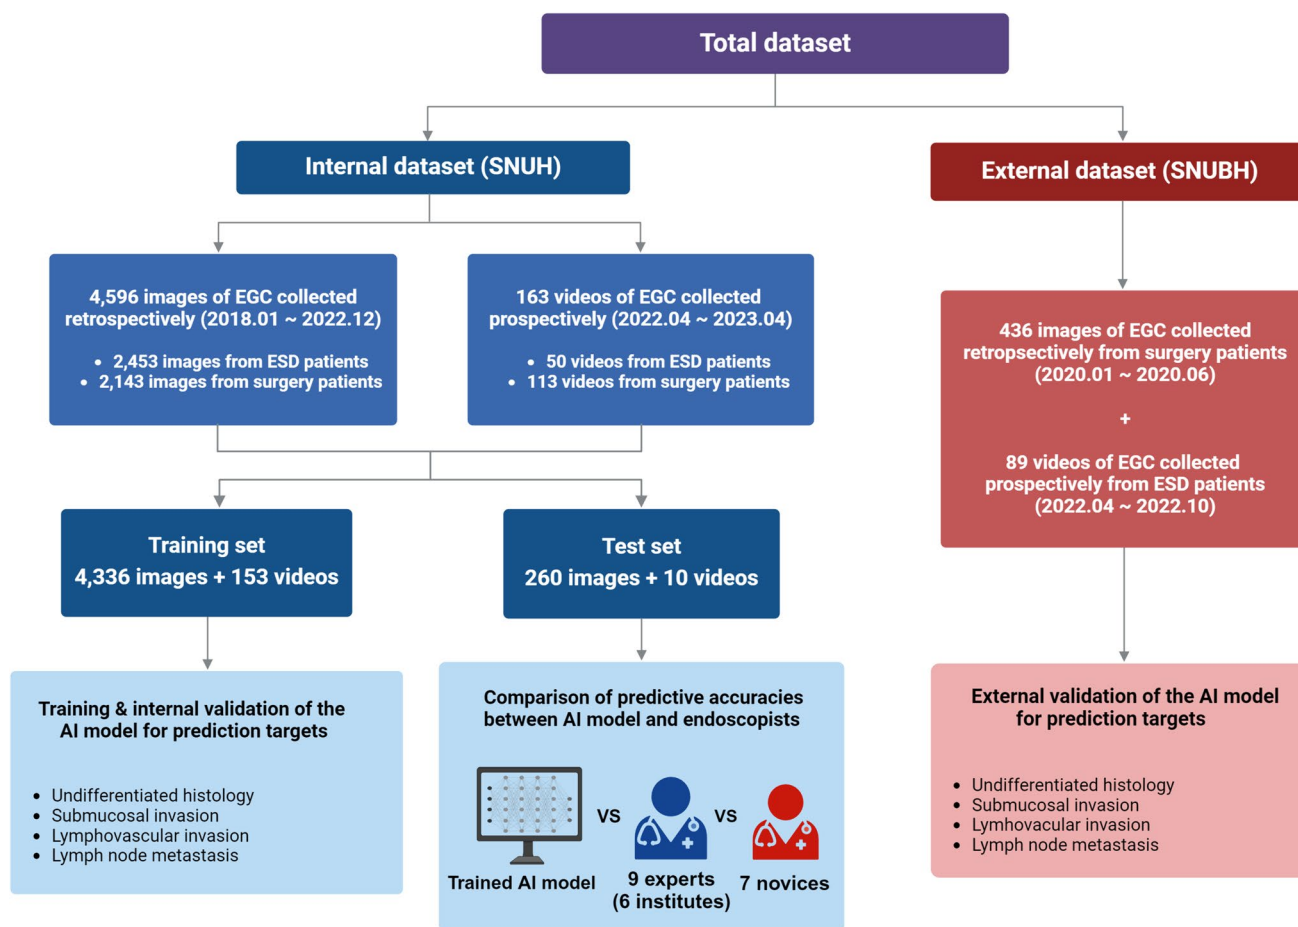 Total dataset
Internal dataset (SNUH)
External dataset (SNUBH)
4,596 images of EGC collected
retrospectively (2018.01 ~ 2022.12)
• 2,453 images from ESD patients
• 2,143 images from surgery patients
163 videos of EGC collected
prospectively (2022.04 ~ 2023.04)
• 50 videos from ESD patients
• 113 videos from surgery patients
436 images of EGC collected
retropsectively from surgery patients
(2020.01 ~ 2020.06)
+
89 videos of EGC collected
prospectively from ESD patients
(2022.04 ~ 2022.10)
Training set
4,336 images + 153 videos
Test set
260 images + 10 videos
Training & internal validation of the
AI model for prediction targets
• Undifferentiated histology
• Submucosal invasion
• Lymphovascular invasion
• Lymph node metastasis
Comparison of predictive accuracies
between AI model and endoscopists
VS
VS
Trained AI model
9 experts
(6 institutes)
7 novices
External validation of the AI model
for prediction targets
• Undifferentiated histology
• Submucosal invasion
• Lymhovacular invasion
• Lymph node metastasis